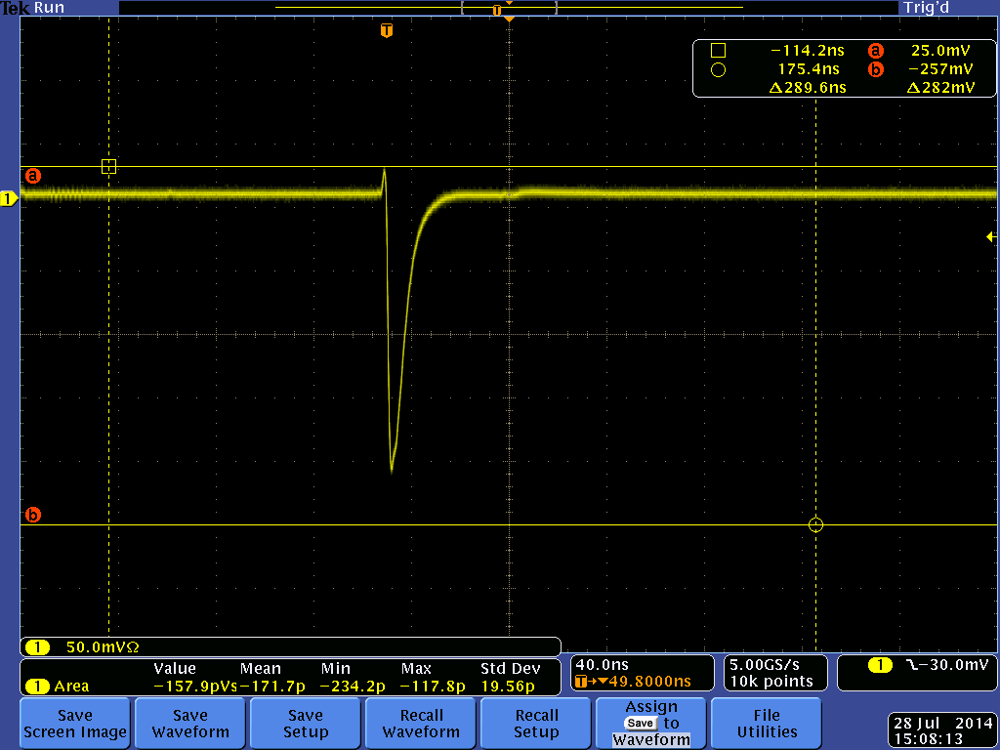 Tek Run Trig'd
T
T
−114.2ns a 25.0mV
175.4ns b −257mV
Δ289.6ns Δ282mV
a
1
b
1 50.0mVΩ
Value Mean Min Max Std Dev
1 Area −157.9pVs −171.7p −234.2p −117.8p 19.56p
40.0ns
T→▼49.8000ns
5.00GS/s
10k points
1 −30.0mV
Save
Screen Image
Save
Waveform
Save
Setup
Recall
Waveform
Recall
Setup
Assign
Save to
Waveform
File
Utilities
28 Jul 2014
15:08:13